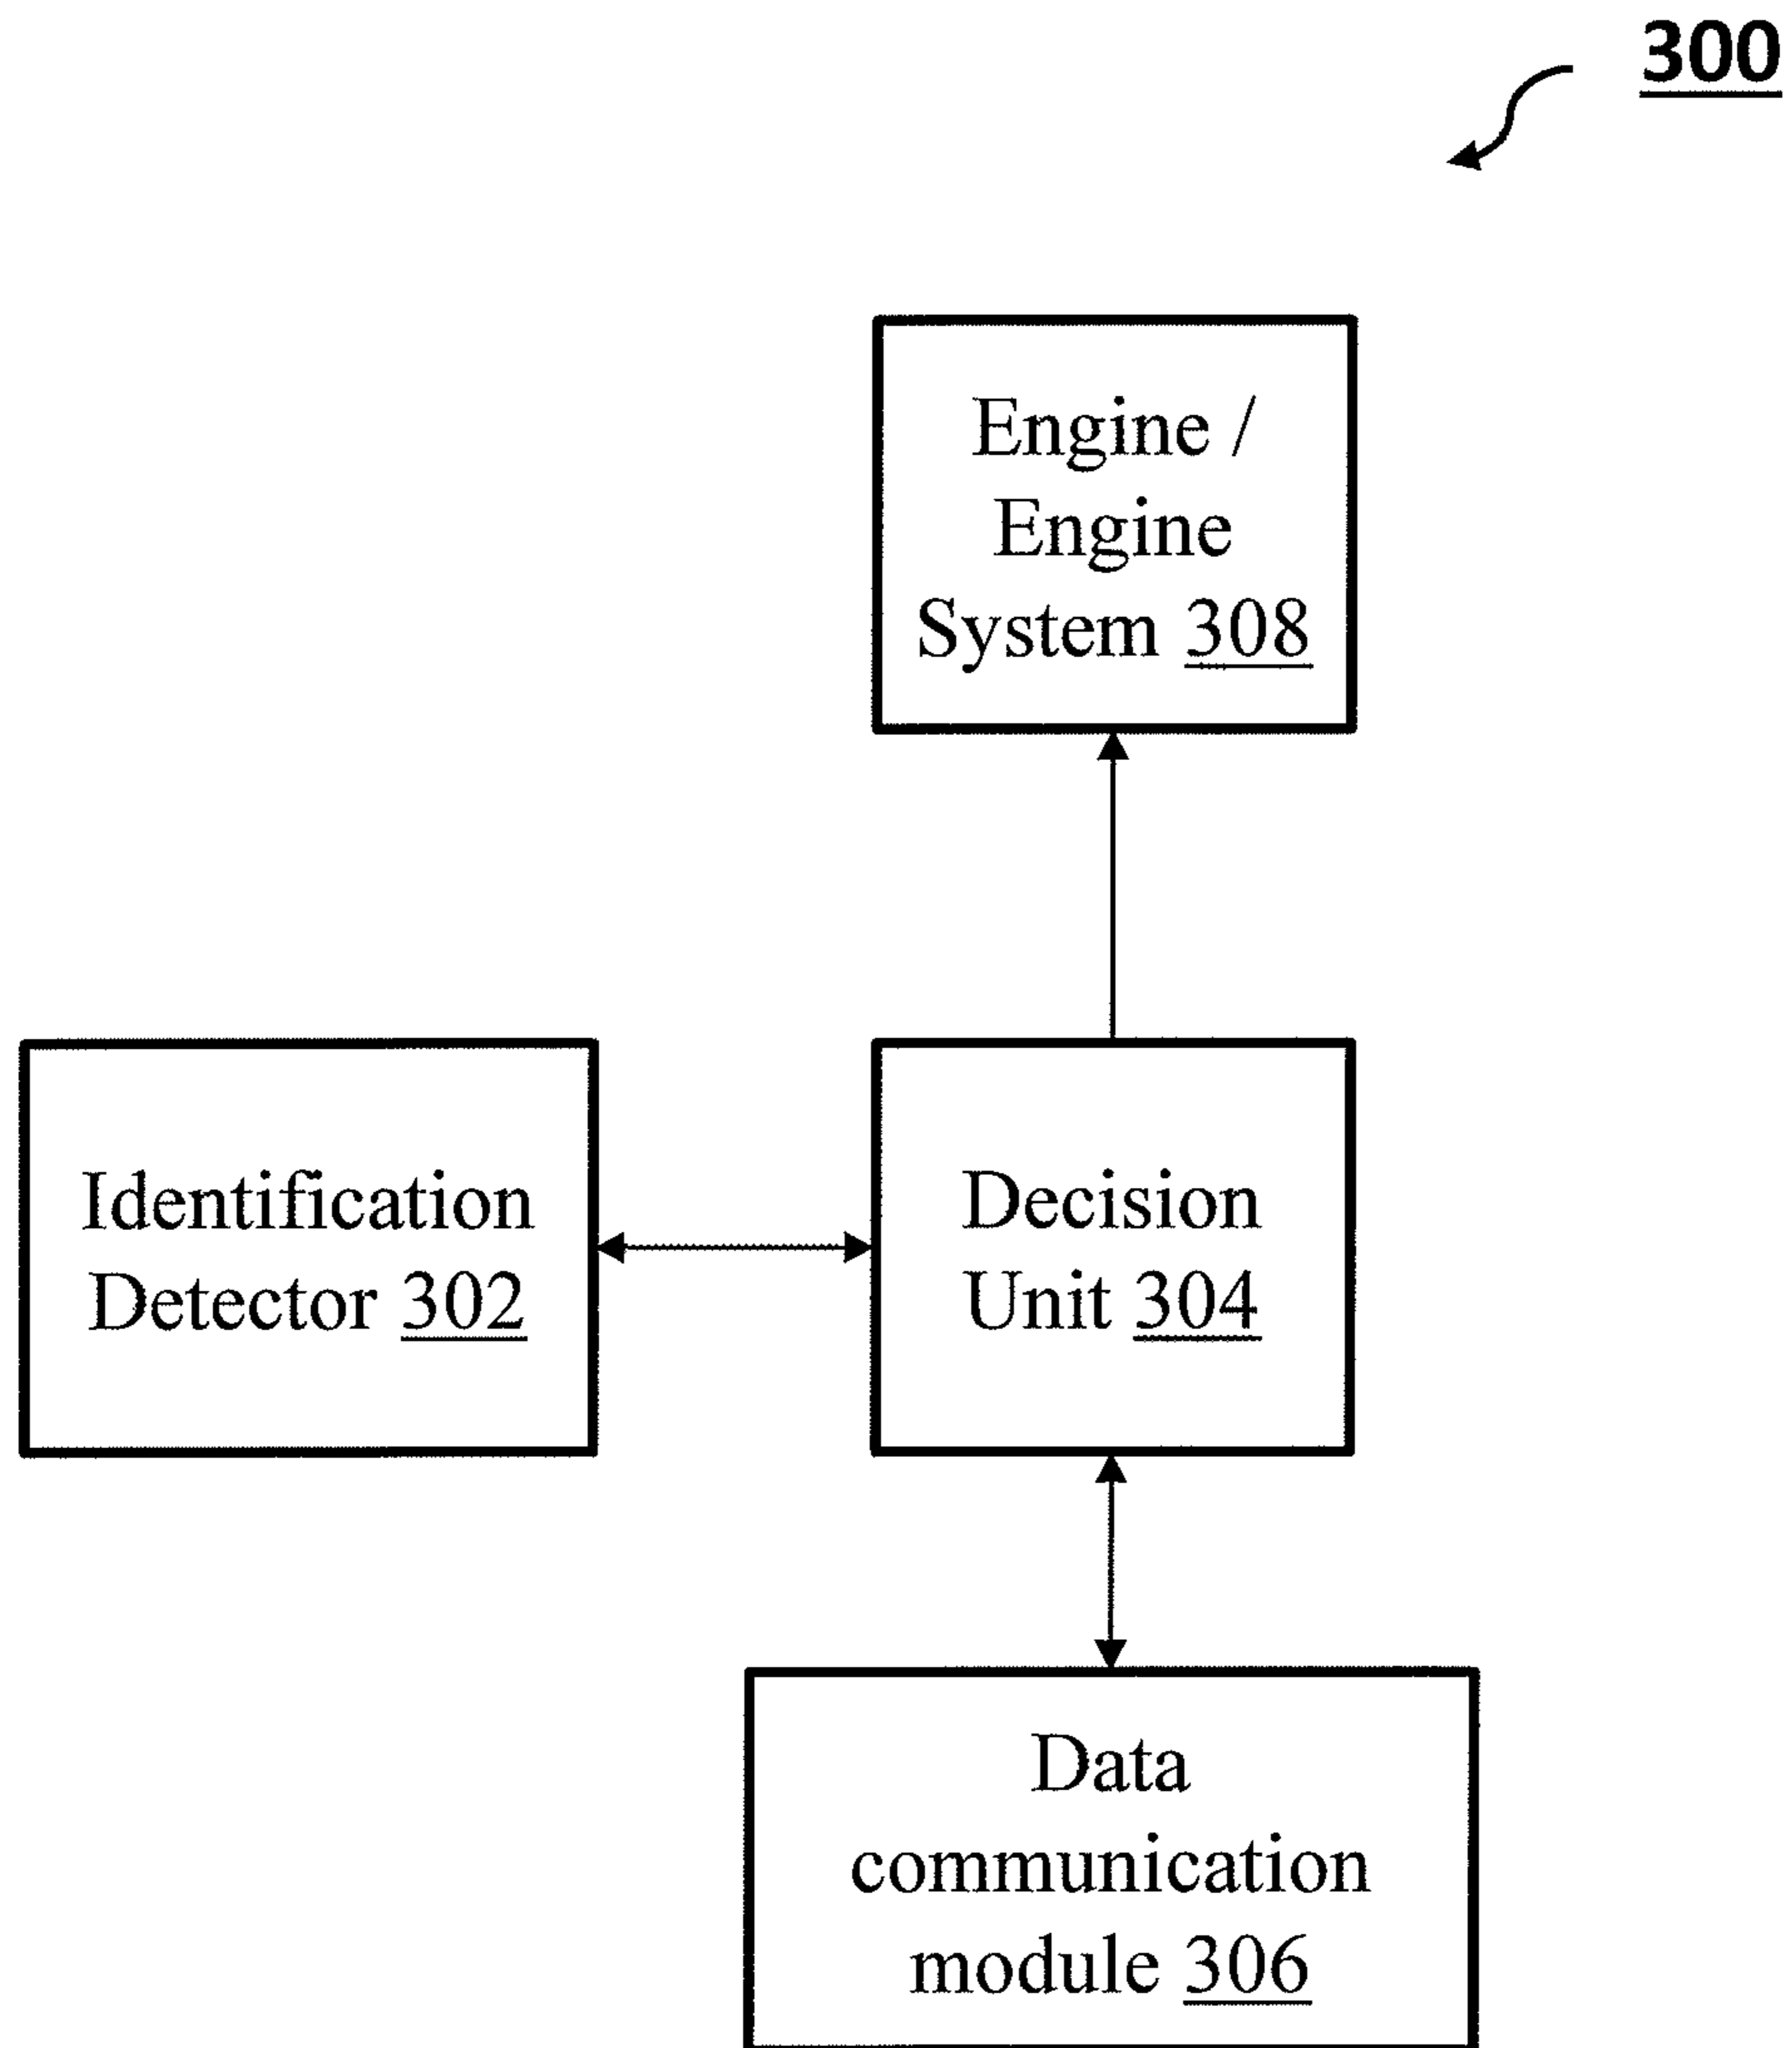 300
Engine /
Engine
System 308
Identification
Detector 302
Decision
Unit 304
Data
communication
module 306